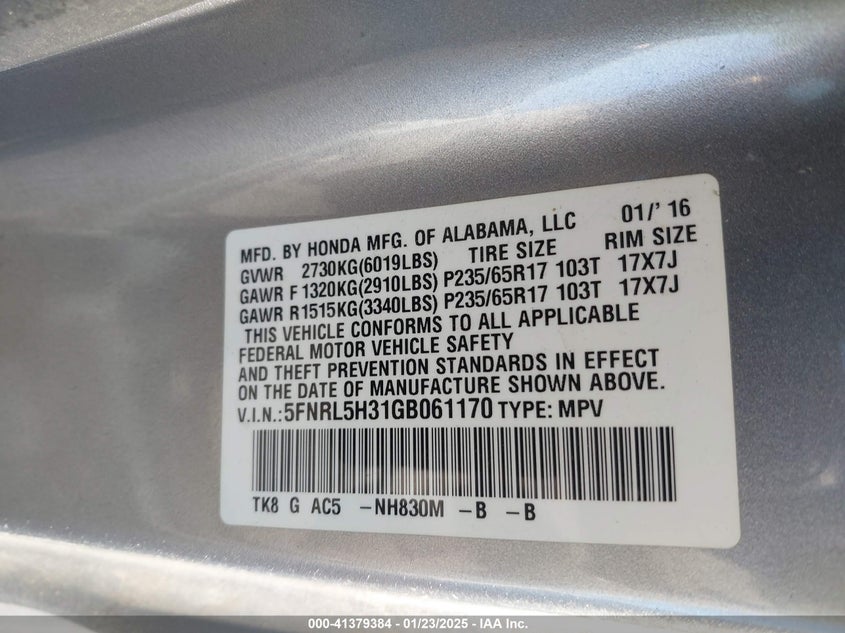 MFD. BY HONDA MFG. OF ALABAMA, LLC 01/' 16
GVWR 2730KG(6019LBS) TIRE SIZE RIM SIZE
GAWR F 1320KG(2910LBS) P235/65R17 103T 17X7J
GAWR R1515KG(3340LBS) P235/65R17 103T 17X7J
THIS VEHICLE CONFORMS TO ALL APPLICABLE
FEDERAL MOTOR VEHICLE SAFETY
AND THEFT PREVENTION STANDARDS IN EFFECT
ON THE DATE OF MANUFACTURE SHOWN ABOVE.
V.I.N.:5FNRL5H31GB061170 TYPE: MPV
TK8 G AC5 -NH830M -B -B
000-41379384 - 01/23/2025 - IAA Inc.